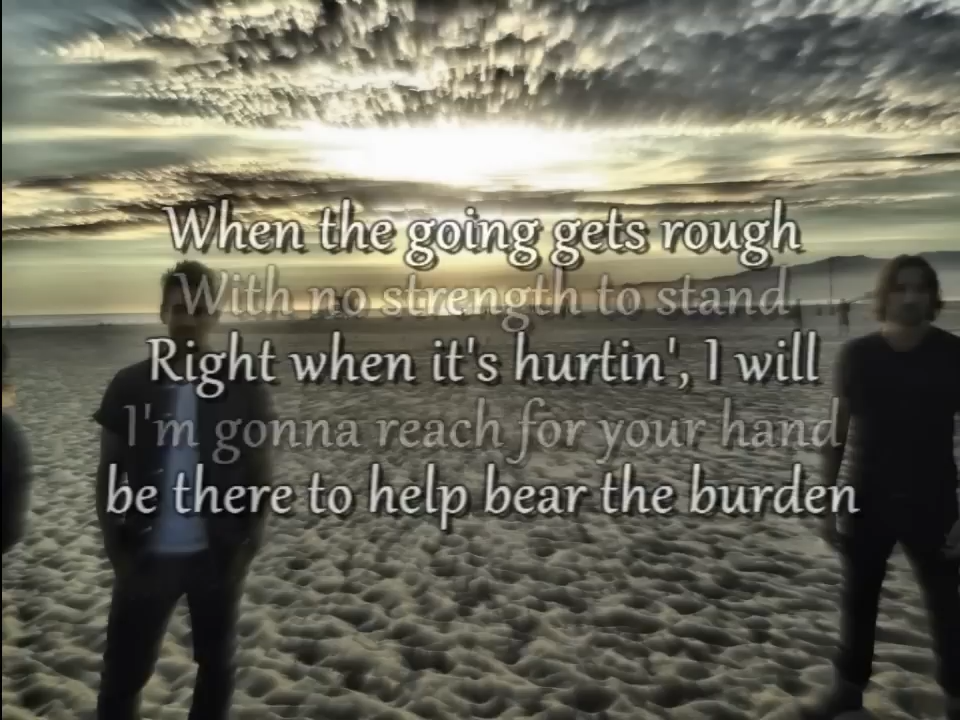 When the going gets rough
With no strength to stand
Right when it's hurtin', I will
I'm gonna reach for your hand
be there to help bear the burden